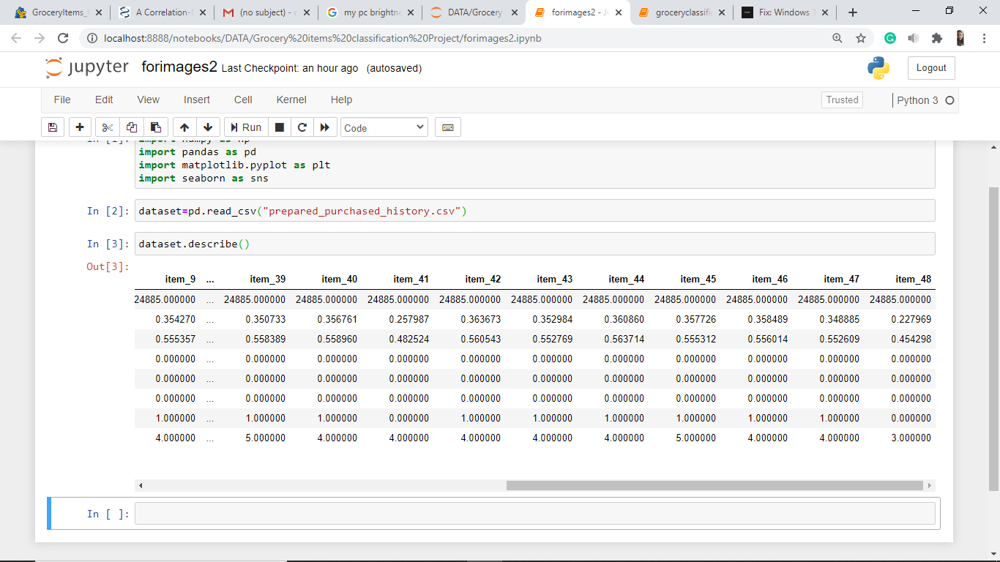 GroceryItems_ A Correlation- (no subject) - my pc brightn DATA/Grocery forimages2 - groceryclassifi Fix: Windows
localhost:8888/notebooks/DATA/Grocery%20items%20classification%20Project/forimages2.ipynb
jupyter forimages2 Last Checkpoint: an hour ago (autosaved) Logout
File Edit View Insert Cell Kernel Help Trusted Python 3
Run Code
In [1]: import numpy as np
import pandas as pd
import matplotlib.pyplot as plt
import seaborn as sns
In [2]: dataset=pd.read_csv("prepared_purchased_history.csv")
In [3]: dataset.describe()
Out[3]:
item_9 ... item_39 item_40 item_41 item_42 item_43 item_44 item_45 item_46 item_47 item_48
24885.000000 ... 24885.000000 24885.000000 24885.000000 24885.000000 24885.000000 24885.000000 24885.000000 24885.000000 24885.000000 24885.000000
0.354270 ... 0.350733 0.356761 0.257987 0.363673 0.352984 0.360860 0.357726 0.358489 0.348885 0.227969
0.555357 ... 0.558389 0.558960 0.482524 0.560543 0.552769 0.563714 0.555312 0.556014 0.552609 0.454298
0.000000 ... 0.000000 0.000000 0.000000 0.000000 0.000000 0.000000 0.000000 0.000000 0.000000 0.000000
0.000000 ... 0.000000 0.000000 0.000000 0.000000 0.000000 0.000000 0.000000 0.000000 0.000000 0.000000
0.000000 ... 0.000000 0.000000 0.000000 0.000000 0.000000 0.000000 0.000000 0.000000 0.000000 0.000000
1.000000 ... 1.000000 1.000000 0.000000 1.000000 1.000000 1.000000 1.000000 1.000000 1.000000 0.000000
4.000000 ... 5.000000 4.000000 4.000000 4.000000 4.000000 4.000000 5.000000 4.000000 4.000000 3.000000
In [ ]: